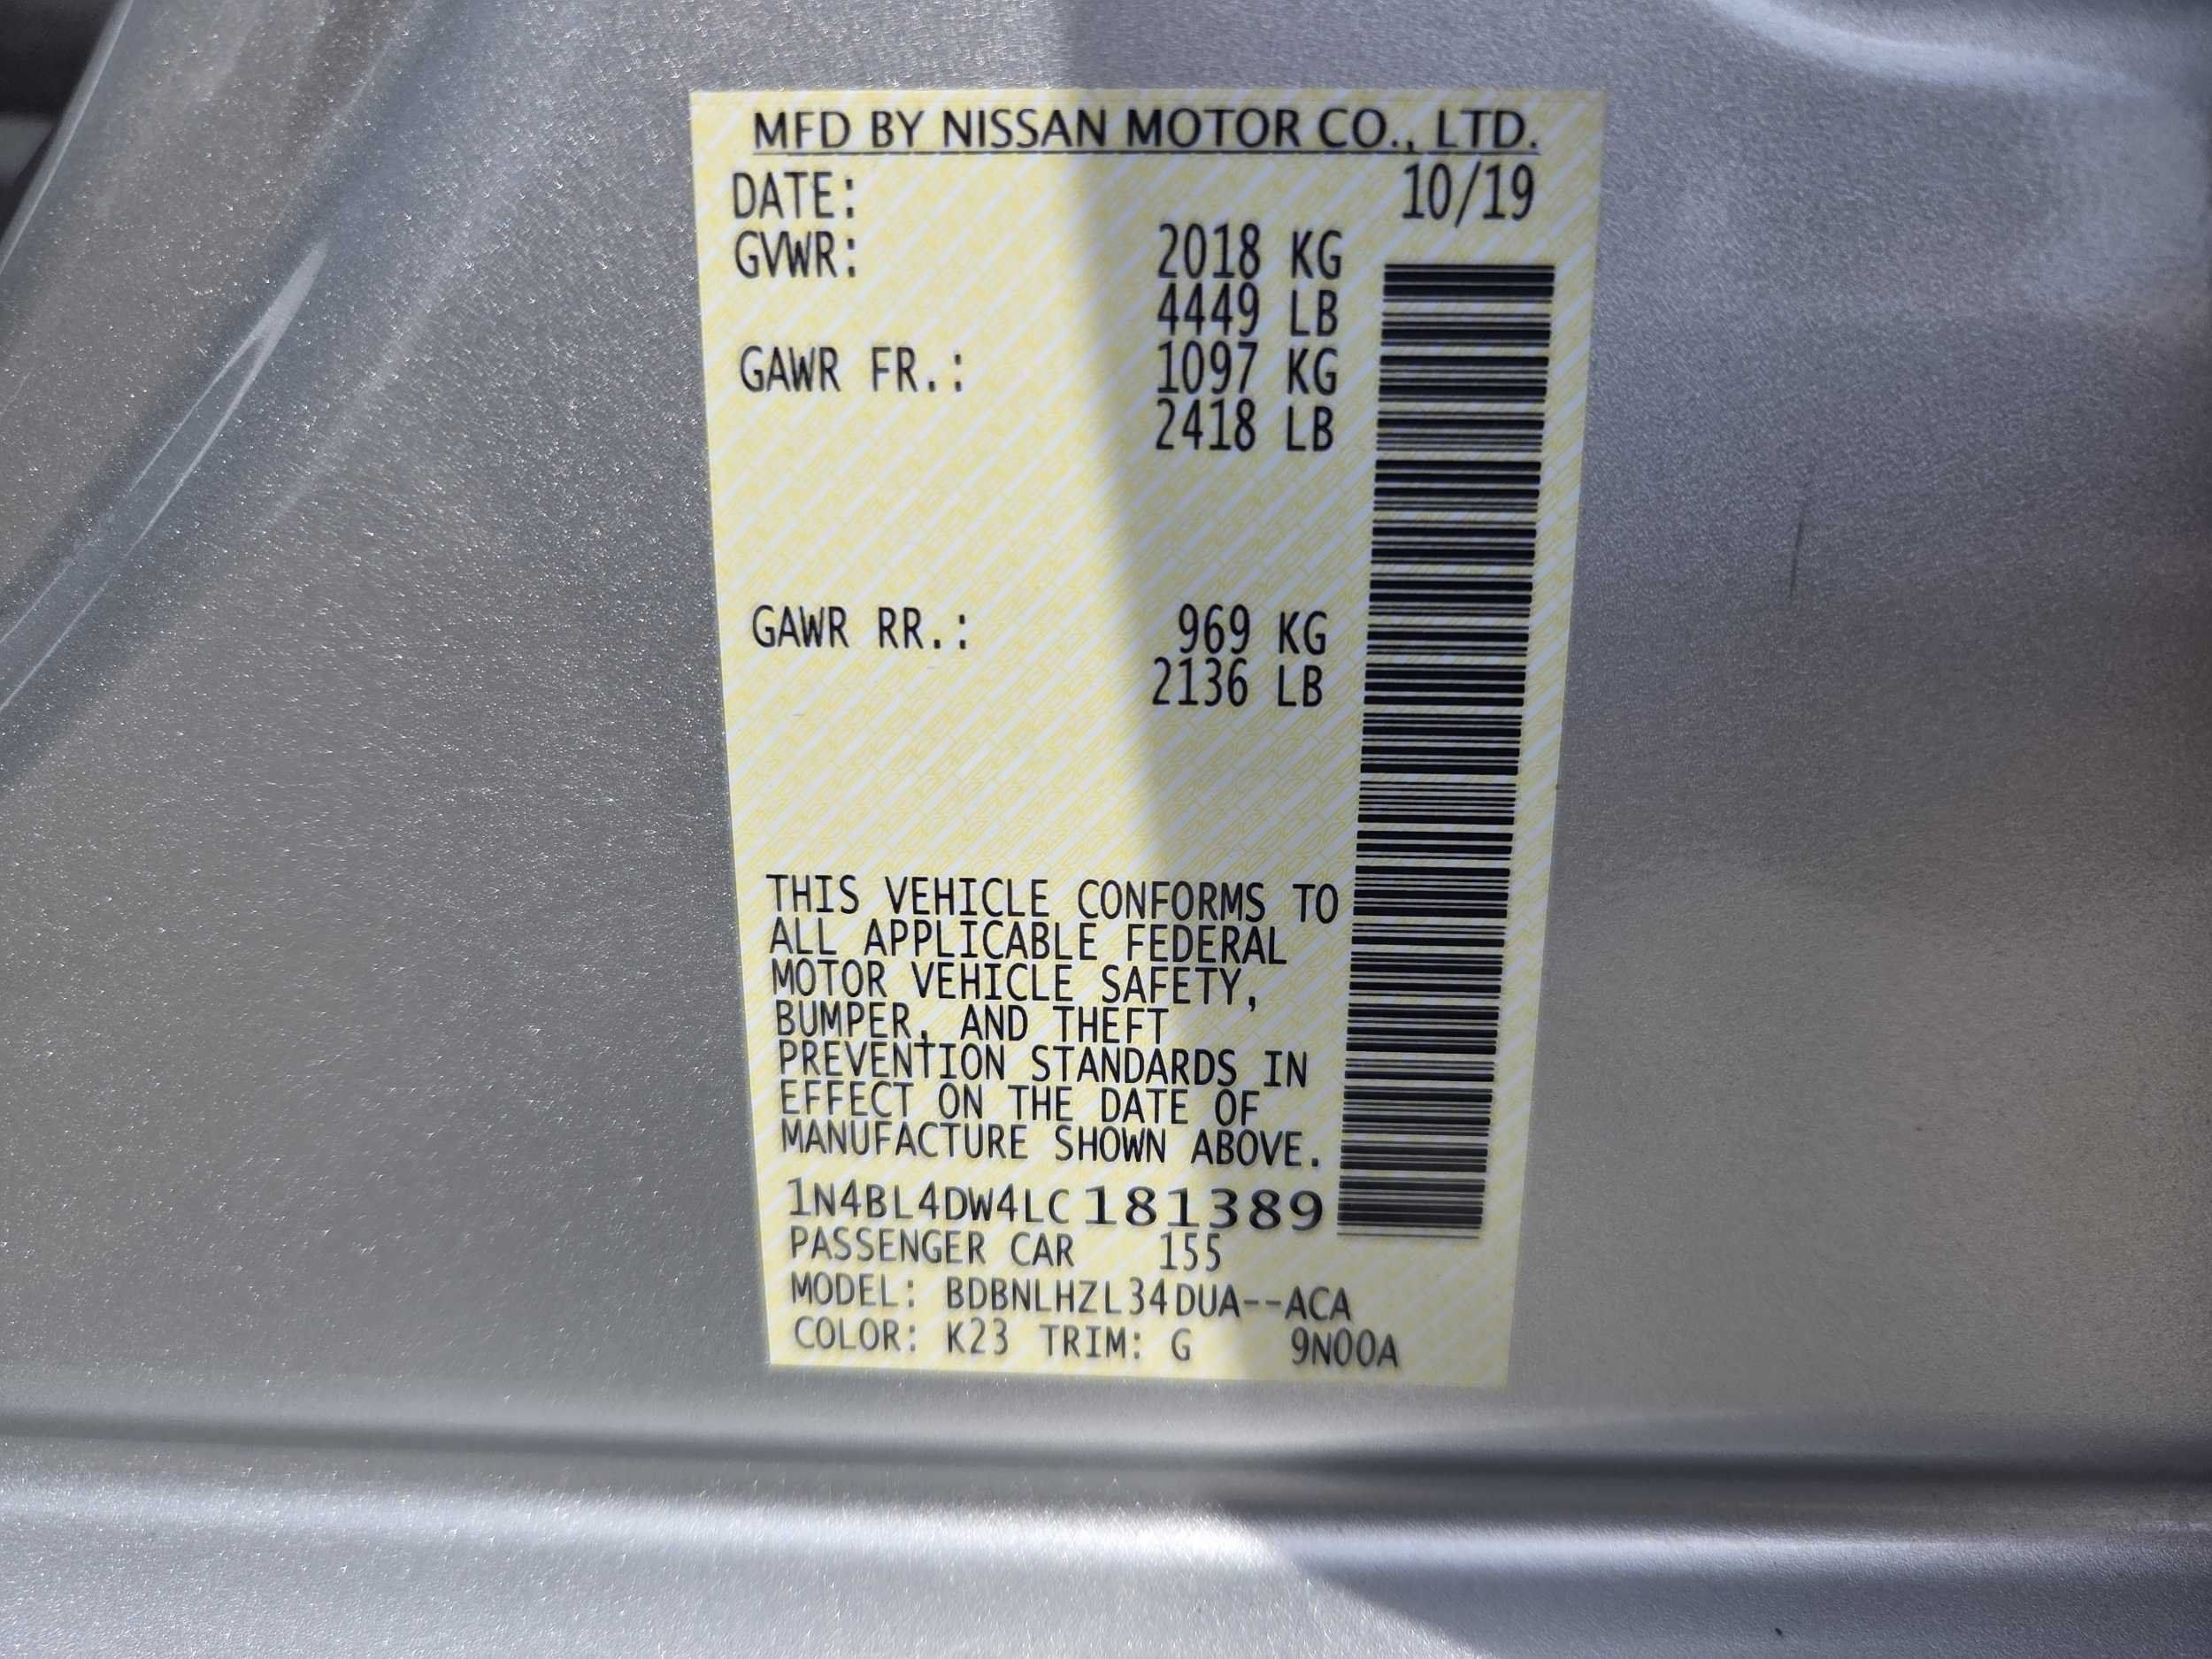 MFD BY NISSAN MOTOR CO., LTD.
DATE: 10/19
GVWR: 2018 KG
4449 LB
GAWR FR.: 1097 KG
2418 LB
GAWR RR.: 969 KG
2136 LB
THIS VEHICLE CONFORMS TO
ALL APPLICABLE FEDERAL
MOTOR VEHICLE SAFETY,
BUMPER, AND THEFT
PREVENTION STANDARDS IN
EFFECT ON THE DATE OF
MANUFACTURE SHOWN ABOVE.
1N4BL4DW4LC181389
PASSENGER CAR 155
MODEL: BDBNLHZL34DUA--ACA
COLOR: K23 TRIM: G 9N00A